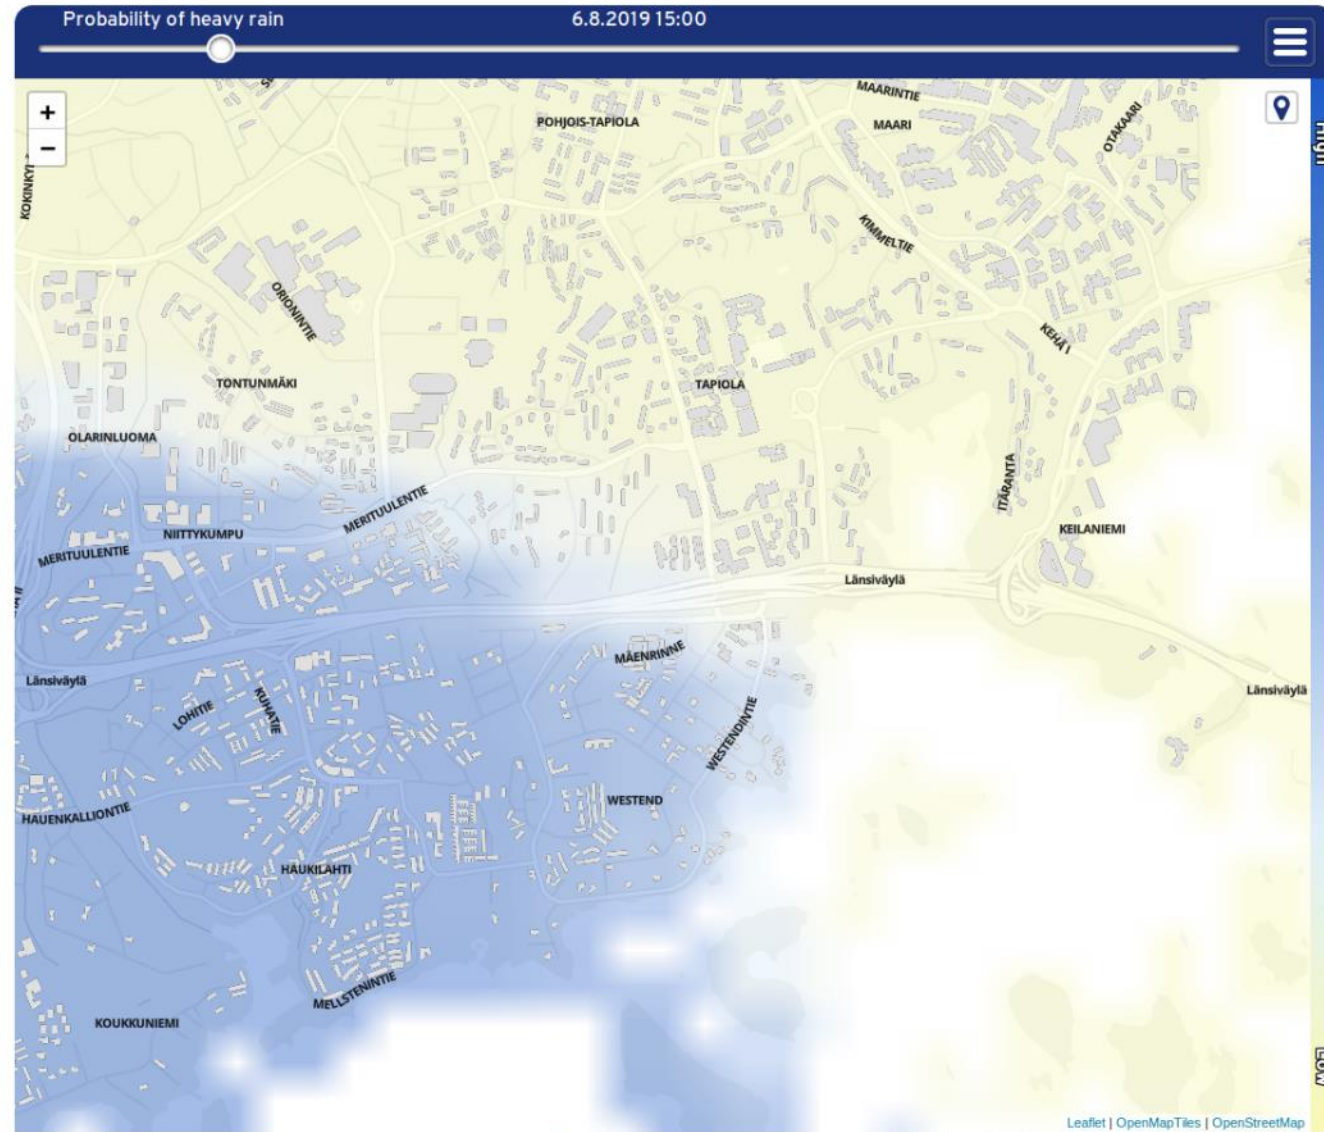 Probability of heavy rain
6.8.2019 15:00
+
−
MAARINTIE
POHJOIS-TAPIOLA
MAARI
OTAKAARI
High
KIMMELTIE
ORIONINTIE
KEHÄ I
TONTUNMÄKI
TAPIOLA
OLARINLUOMA
ITÄRANTA
MERITUULENTIE
NIITTYKUMPU
KEILANIEMI
MERITUULENTIE
Länsiväylä
MÄENRINNE
Länsiväylä
Länsiväylä
KUHATIE
LOHITIE
WESTENDINTIE
WESTEND
HAUENKALLIONTIE
HAUKILAHTI
MELLSTENINTIE
KOUKKUNIEMI
Low
Leaflet | OpenMapTiles | OpenStreetMap